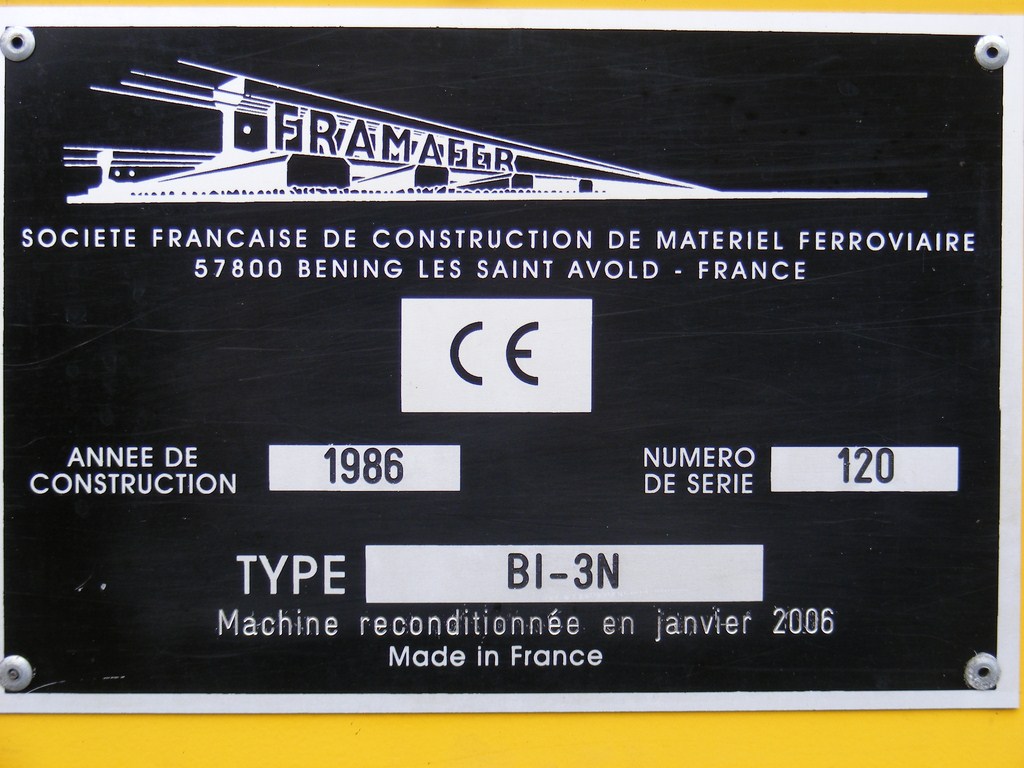 FRAMAFER
SOCIETE FRANCAISE DE CONSTRUCTION DE MATERIEL FERROVIAIRE
57800 BENING LES SAINT AVOLD - FRANCE
CE
ANNEE DE CONSTRUCTION 1986
NUMERO DE SERIE 120
TYPE BI-3N
Machine reconditionnée en janvier 2006
Made in France